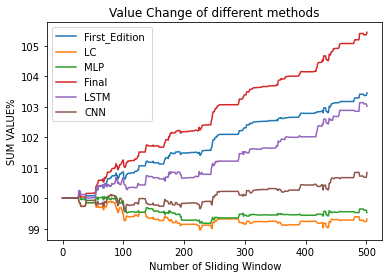 Value Change of different methods
First_Edition
LC
MLP
Final
LSTM
CNN
SUM VALUE%
105
104
103
102
101
100
99
0 100 200 300 400 500
Number of Sliding Window